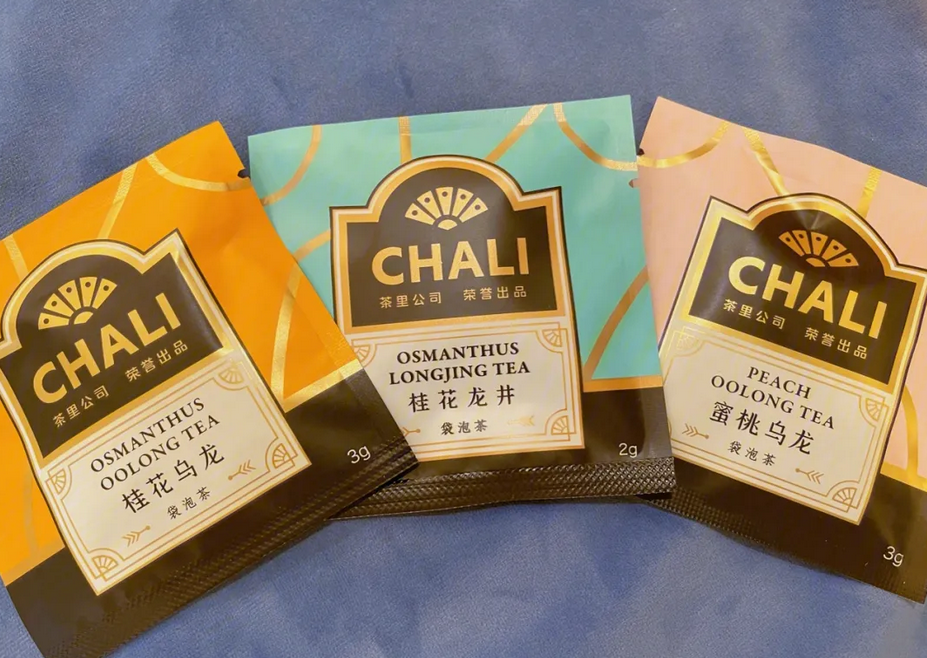 CHALI
茶里公司 荣誉出品
OSMANTHUS
OOLONG TEA
桂花乌龙
袋泡茶
3g
CHALI
茶里公司 荣誉出品
OSMANTHUS
LONGJING TEA
桂花龙井
袋泡茶
2g
CHALI
茶里公司 荣誉出品
PEACH
OOLONG TEA
蜜桃乌龙
袋泡茶
3g